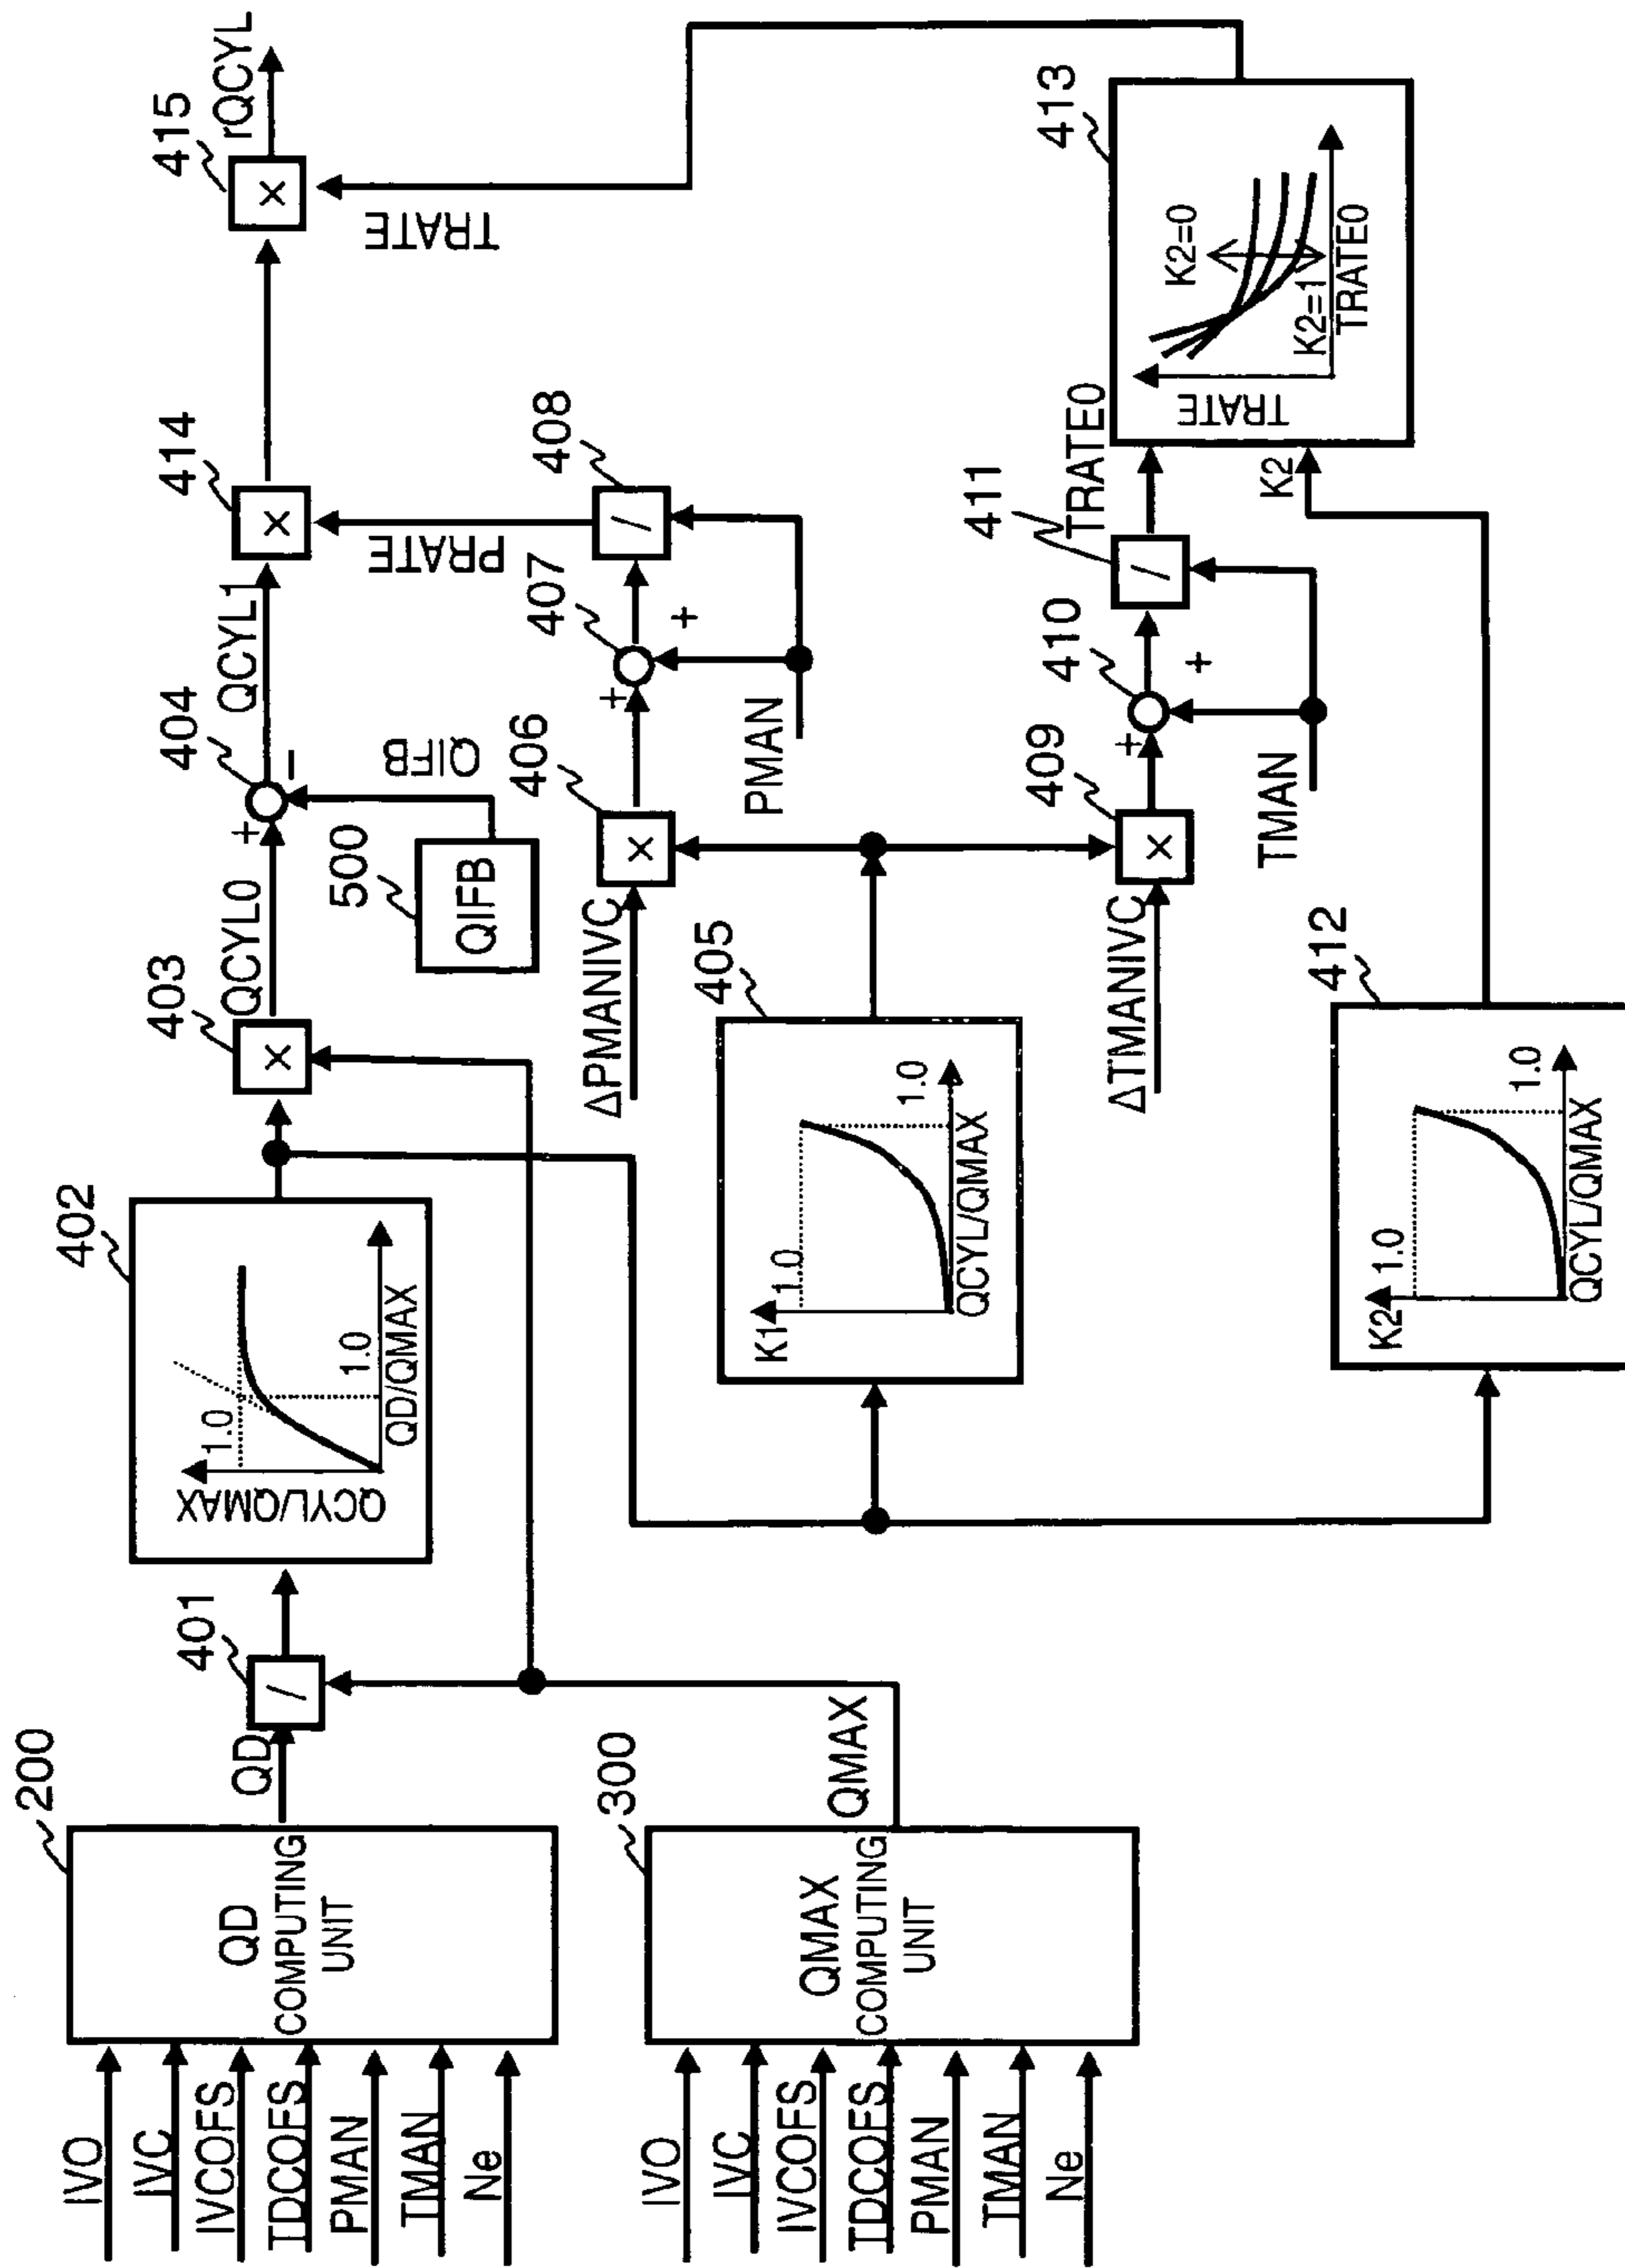 IVO
IVC
IVCOFS
IDCOFS
PMAN
TMAN
Ne
200
QD
COMPUTING
UNIT
QD
401
/
402
QCYL/QMAX
1.0
1.0
QD/QMAX
403
×
QCYL0
+
404
−
QCYL1
QIFB
500
QIFB
414
×
PRATE
415
×
rQCYL
TRATE
IVO
IVC
IVCOFS
IDCOFS
PMAN
TMAN
Ne
300
QMAX
COMPUTING
UNIT
QMAX
405
K1
1.0
1.0
QCYL/QMAX
ΔPMANIVC
406
×
+
407
+
PMAN
408
/
ΔTMANIVC
409
×
+
410
+
TMAN
411
/
TRATE0
412
K2
1.0
1.0
QCYL/QMAX
K2
413
TRATE
K2=0
K2=1
TRATE0